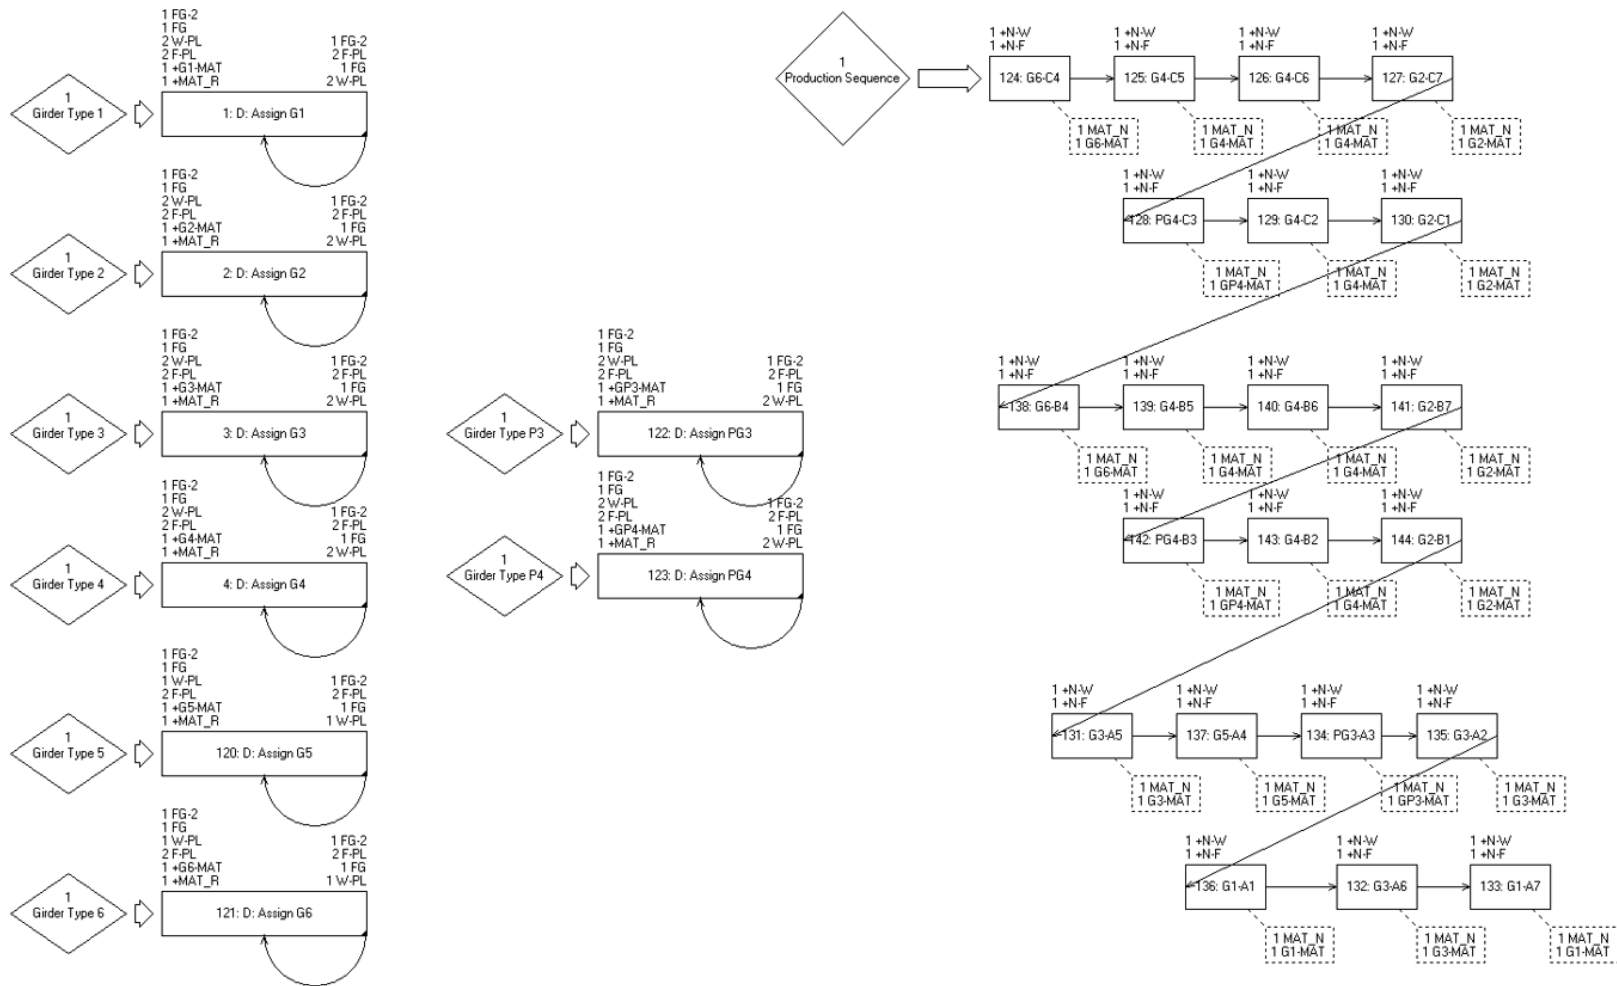 1 FG-2
1 FG
2 W-PL
2 F-PL
1 +G1-MAT
1 +MAT_R
1 FG-2
2 F-PL
1 FG
2 W-PL
1
Girder Type 1
1: D: Assign G1
1 FG-2
1 FG
2 W-PL
2 F-PL
1 +G2-MAT
1 +MAT_R
1 FG-2
2 F-PL
1 FG
2 W-PL
1
Girder Type 2
2: D: Assign G2
1 FG-2
1 FG
2 W-PL
2 F-PL
1 +G3-MAT
1 +MAT_R
1 FG-2
2 F-PL
1 FG
2 W-PL
1
Girder Type 3
3: D: Assign G3
1 FG-2
1 FG
2 W-PL
2 F-PL
1 +G4-MAT
1 +MAT_R
1 FG-2
2 F-PL
1 FG
2 W-PL
1
Girder Type 4
4: D: Assign G4
1 FG-2
1 FG
1 W-PL
2 F-PL
1 +G5-MAT
1 +MAT_R
1 FG-2
2 F-PL
1 FG
1 W-PL
1
Girder Type 5
120: D: Assign G5
1 FG-2
1 FG
1 W-PL
2 F-PL
1 +G6-MAT
1 +MAT_R
1 FG-2
2 F-PL
1 FG
1 W-PL
1
Girder Type 6
121: D: Assign G6
1 FG-2
1 FG
2 W-PL
2 F-PL
1 +GP3-MAT
1 +MAT_R
1 FG-2
2 F-PL
1 FG
2 W-PL
1
Girder Type P3
122: D: Assign PG3
1 FG-2
1 FG
2 W-PL
2 F-PL
1 +GP4-MAT
1 +MAT_R
1 FG-2
2 F-PL
1 FG
2 W-PL
1
Girder Type P4
123: D: Assign PG4
1
Production Sequence
1 +N-W
1 +N-F
124: G6-C4
1 MAT_N
1 G6-MAT
1 +N-W
1 +N-F
125: G4-C5
1 MAT_N
1 G4-MAT
1 +N-W
1 +N-F
126: G4-C6
1 MAT_N
1 G4-MAT
1 +N-W
1 +N-F
127: G2-C7
1 MAT_N
1 G2-MAT
1 +N-W
1 +N-F
128: PG4-C3
1 MAT_N
1 GP4-MAT
1 +N-W
1 +N-F
129: G4-C2
1 MAT_N
1 G4-MAT
1 +N-W
1 +N-F
130: G2-C1
1 MAT_N
1 G2-MAT
1 +N-W
1 +N-F
138: G6-B4
1 MAT_N
1 G6-MAT
1 +N-W
1 +N-F
139: G4-B5
1 MAT_N
1 G4-MAT
1 +N-W
1 +N-F
140: G4-B6
1 MAT_N
1 G4-MAT
1 +N-W
1 +N-F
141: G2-B7
1 MAT_N
1 G2-MAT
1 +N-W
1 +N-F
142: PG4-B3
1 MAT_N
1 GP4-MAT
1 +N-W
1 +N-F
143: G4-B2
1 MAT_N
1 G4-MAT
1 +N-W
1 +N-F
144: G2-B1
1 MAT_N
1 G2-MAT
1 +N-W
1 +N-F
131: G3-A5
1 MAT_N
1 G3-MAT
1 +N-W
1 +N-F
137: G5-A4
1 MAT_N
1 G5-MAT
1 +N-W
1 +N-F
134: PG3-A3
1 MAT_N
1 GP3-MAT
1 +N-W
1 +N-F
135: G3-A2
1 MAT_N
1 G3-MAT
1 +N-W
1 +N-F
136: G1-A1
1 MAT_N
1 G1-MAT
1 +N-W
1 +N-F
132: G3-A6
1 MAT_N
1 G3-MAT
1 +N-W
1 +N-F
133: G1-A7
1 MAT_N
1 G1-MAT